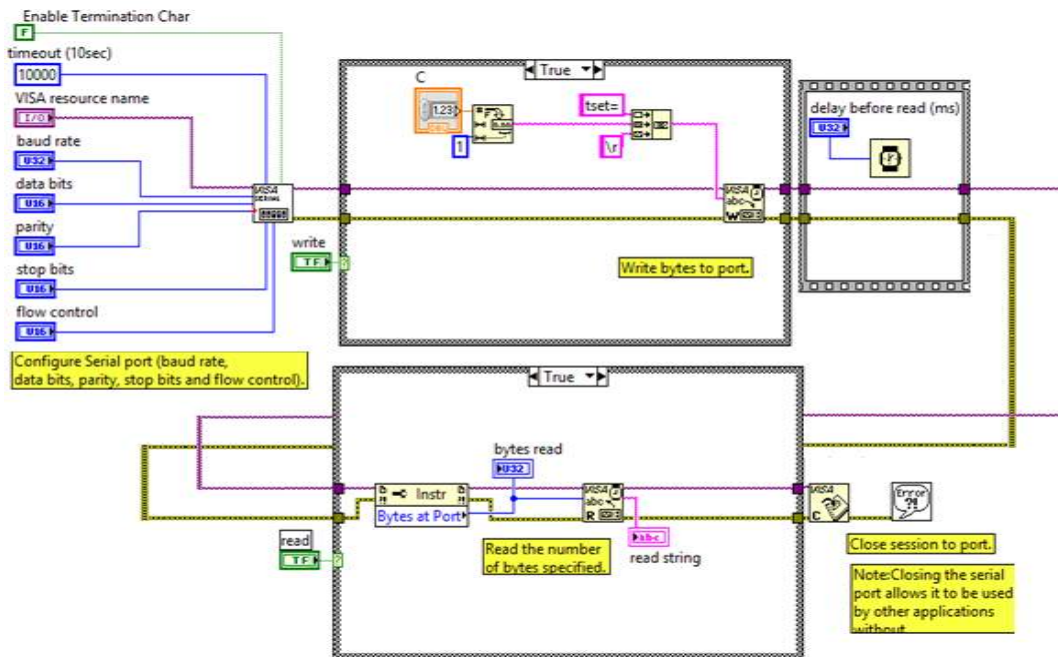 Enable Termination Char
F
timeout (10sec)
10000
VISA resource name
I/O
baud rate
U32
data bits
U16
parity
U16
stop bits
U16
flow control
U16
Configure Serial port (baud rate,
data bits, parity, stop bits and flow control).
VISA
SERIAL
True
C
1.23
1
tset=
\r
VISA
abc
W
write
TF
Write bytes to port.
delay before read (ms)
U32
True
bytes read
U32
Instr
Bytes at Port
VISA
abc
R
abc
read string
read
TF
Read the number
of bytes specified.
VISA
C
Error
?!
Close session to port.
Note:Closing the serial
port allows it to be used
by other applications
without